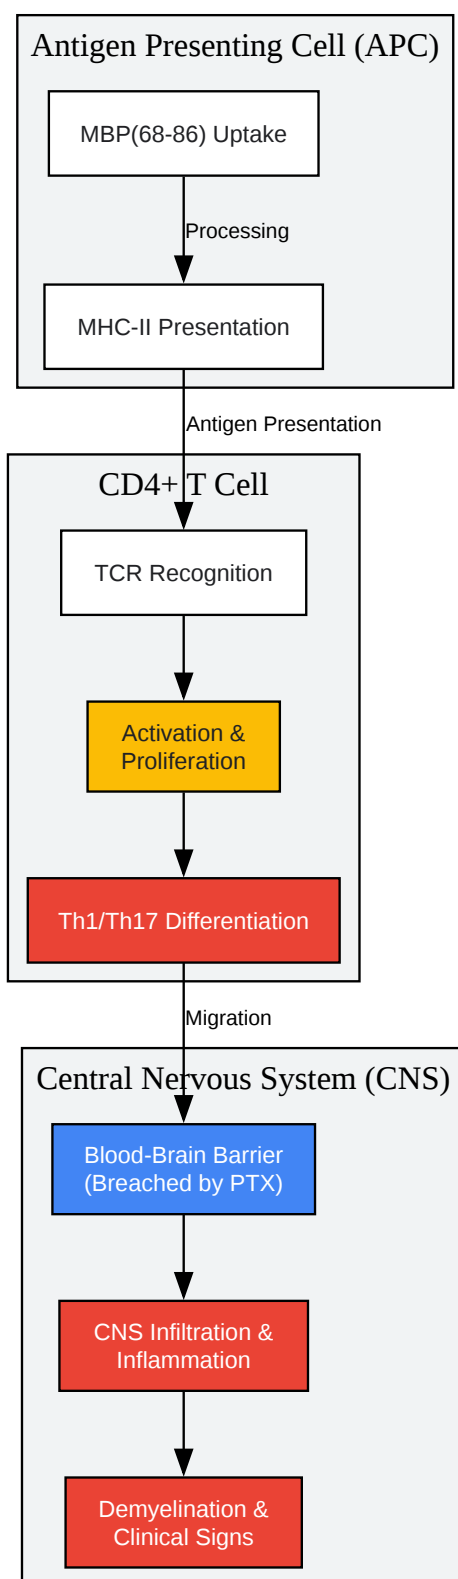 Antigen Presenting Cell (APC)
MBP(68-86) Uptake
Processing
MHC-II Presentation
Antigen Presentation
CD4+ T Cell
TCR Recognition
Activation &
Proliferation
Th1/Th17 Differentiation
Migration
Central Nervous System (CNS)
Blood-Brain Barrier
(Breached by PTX)
CNS Infiltration &
Inflammation
Demyelination &
Clinical Signs